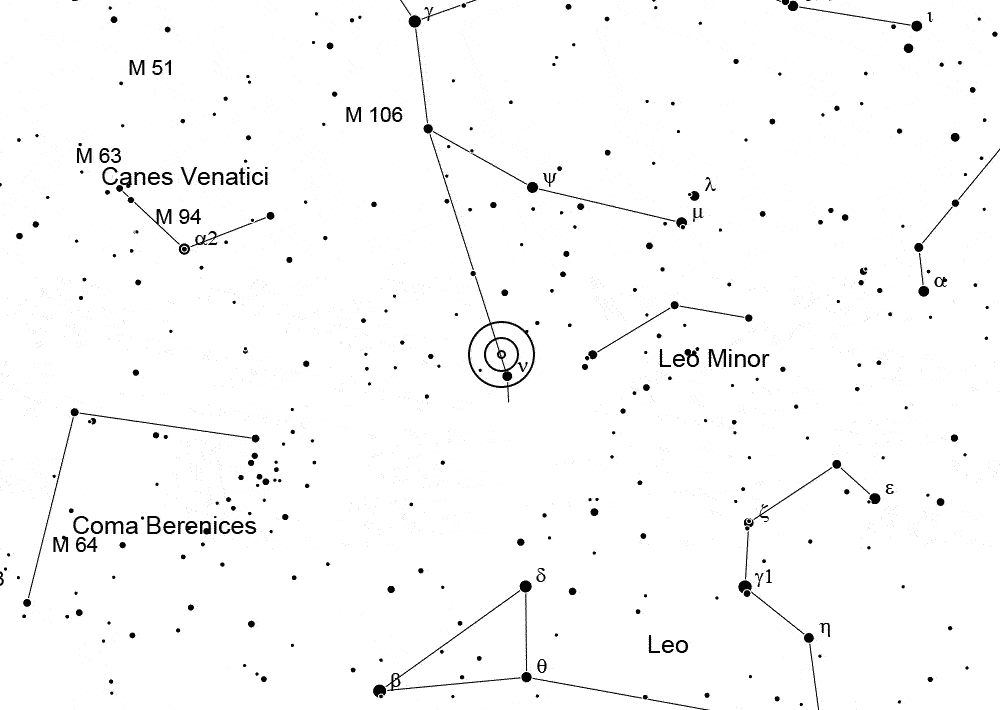 γ
ι
M 51
M 106
M 63
Canes Venatici
ψ
λ
M 94
μ
α2
α
ν
Leo Minor
ε
ζ
Coma Berenices
M 64
δ
γ1
η
Leo
θ
β